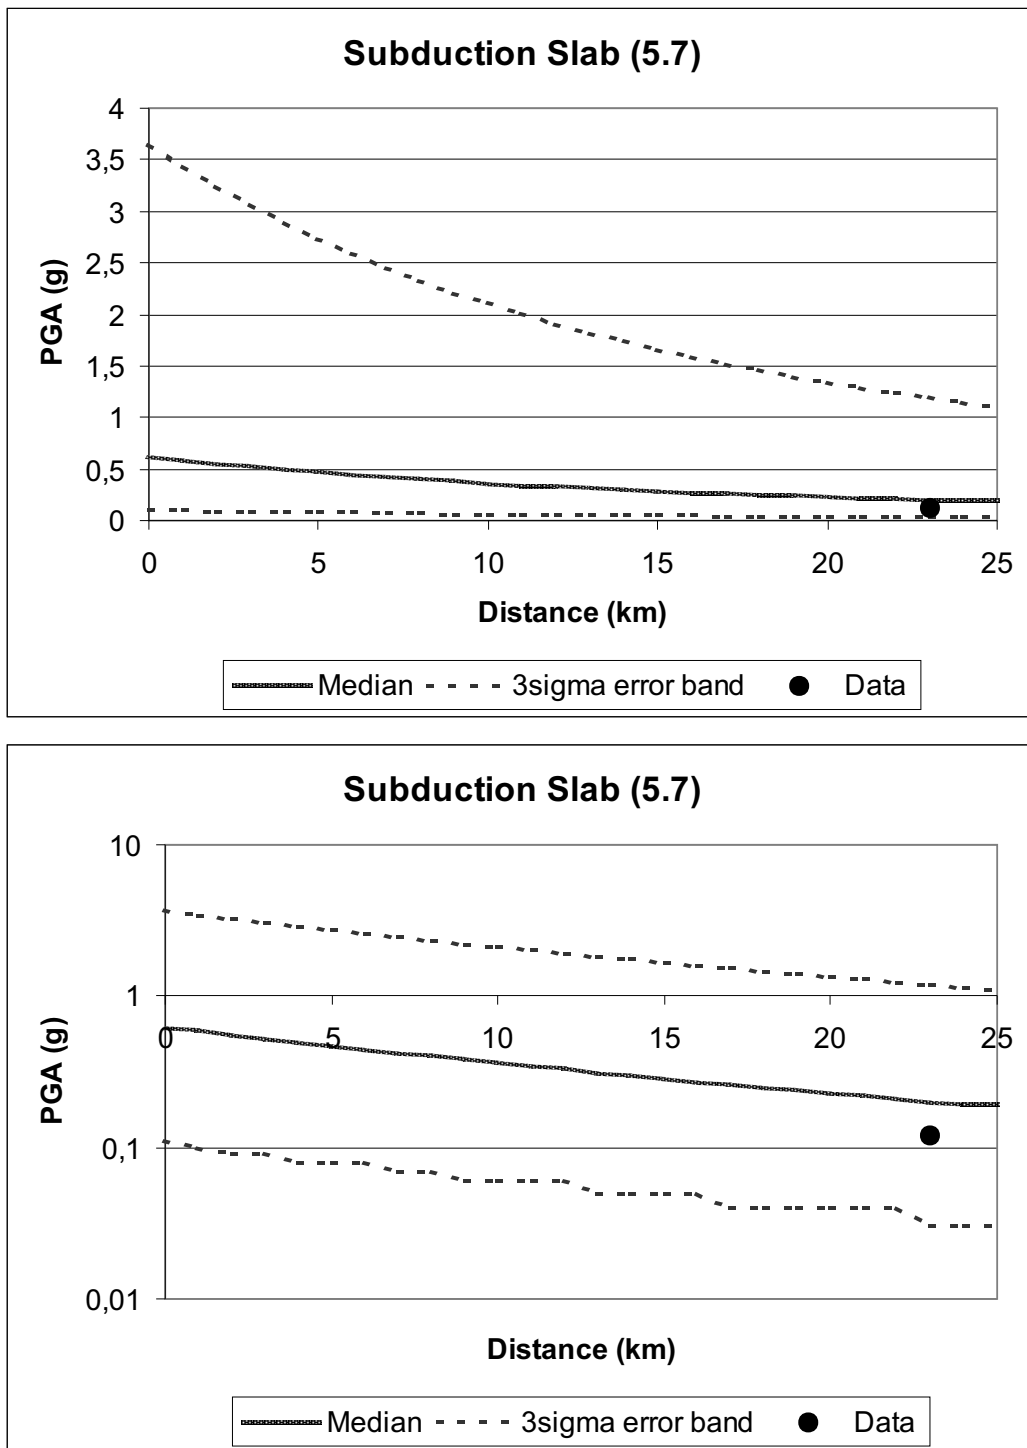 Subduction Slab (5.7)
4
3,5
3
2,5
2
1,5
1
0,5
0
PGA (g)
0 5 10 15 20 25
Distance (km)
Median 3sigma error band Data
Subduction Slab (5.7)
10
1
0,1
0,01
PGA (g)
0 5 10 15 20 25
Distance (km)
Median 3sigma error band Data